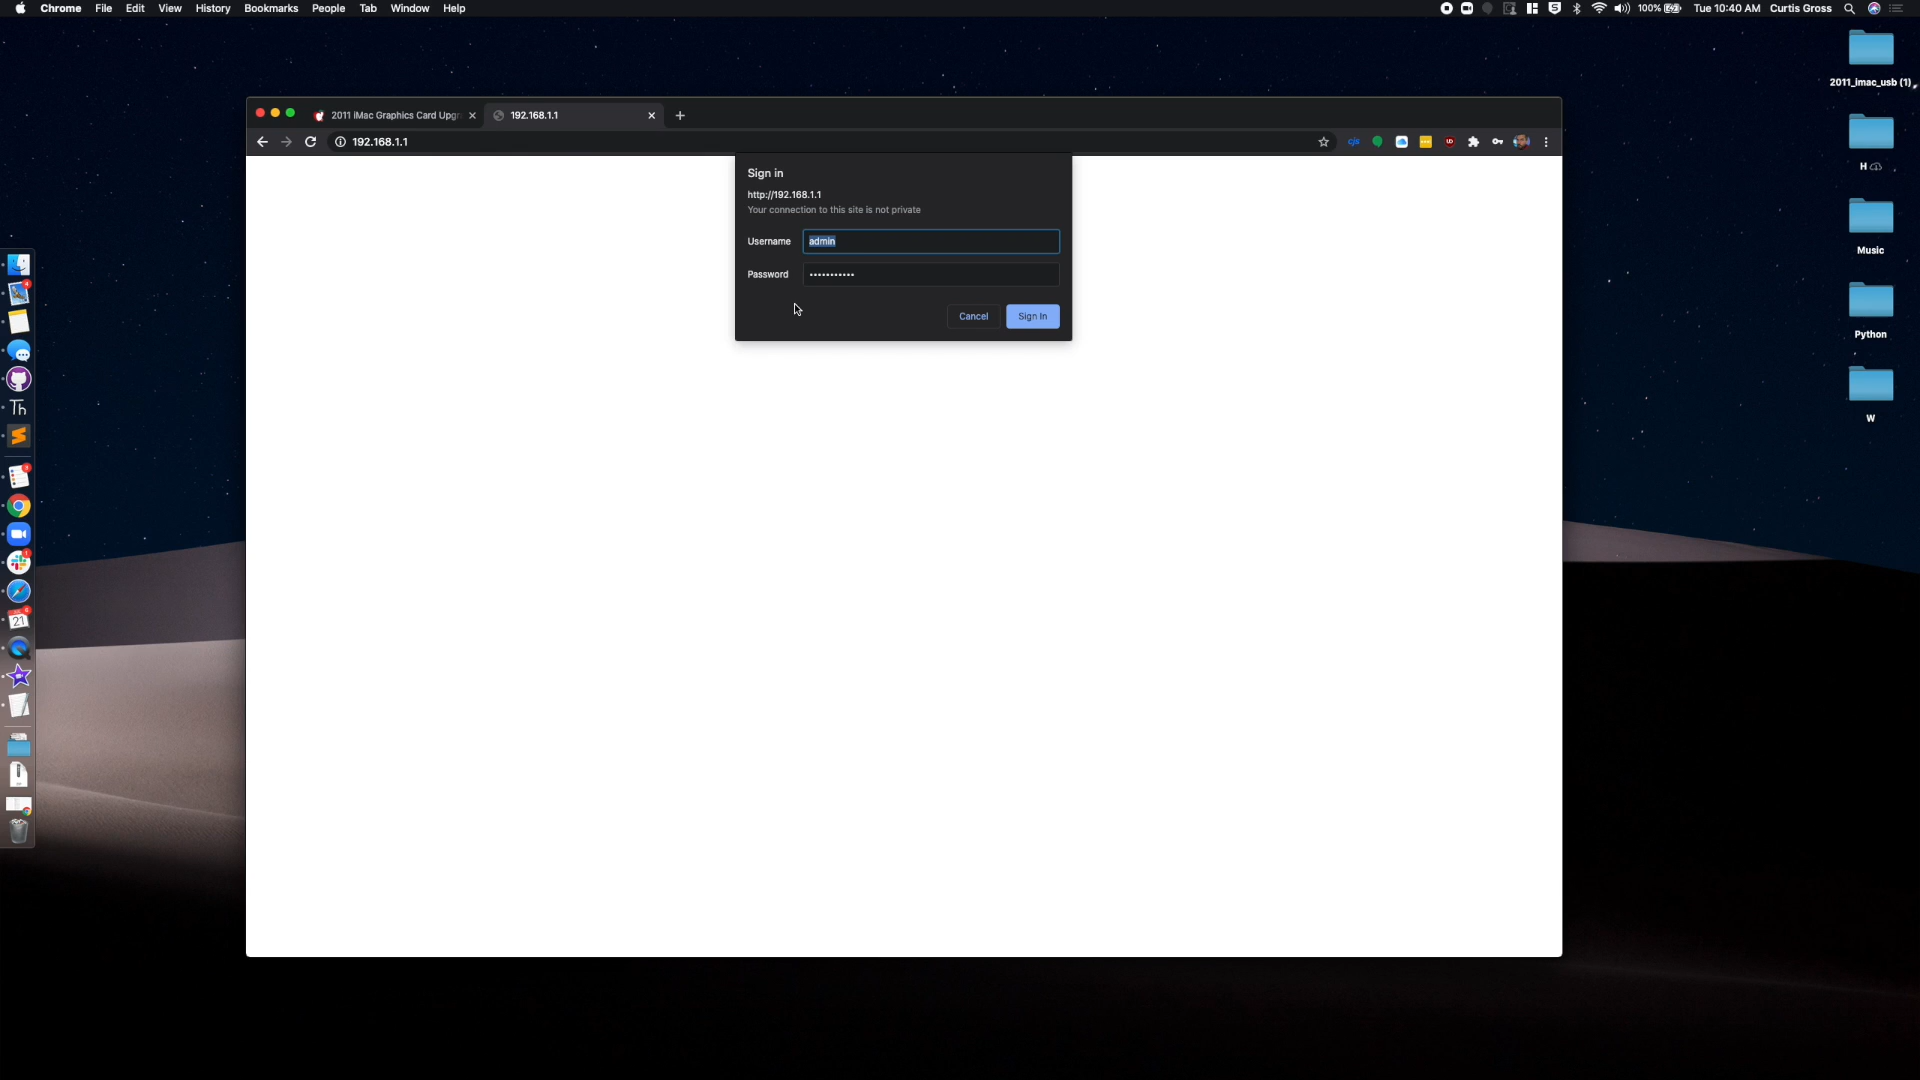 Chrome File Edit View History Bookmarks People Tab Window Help 100% Tue 10:40 AM Curtis Gross
2011_imac_usb (1)
2011 iMac Graphics Card Upgr
192.168.1.1
192.168.1.1
Sign in
http://192.168.1.1
Your connection to this site is not private
Username admin
Password •••••••••••
Cancel Sign In
H
Music
Python
W
Th
21